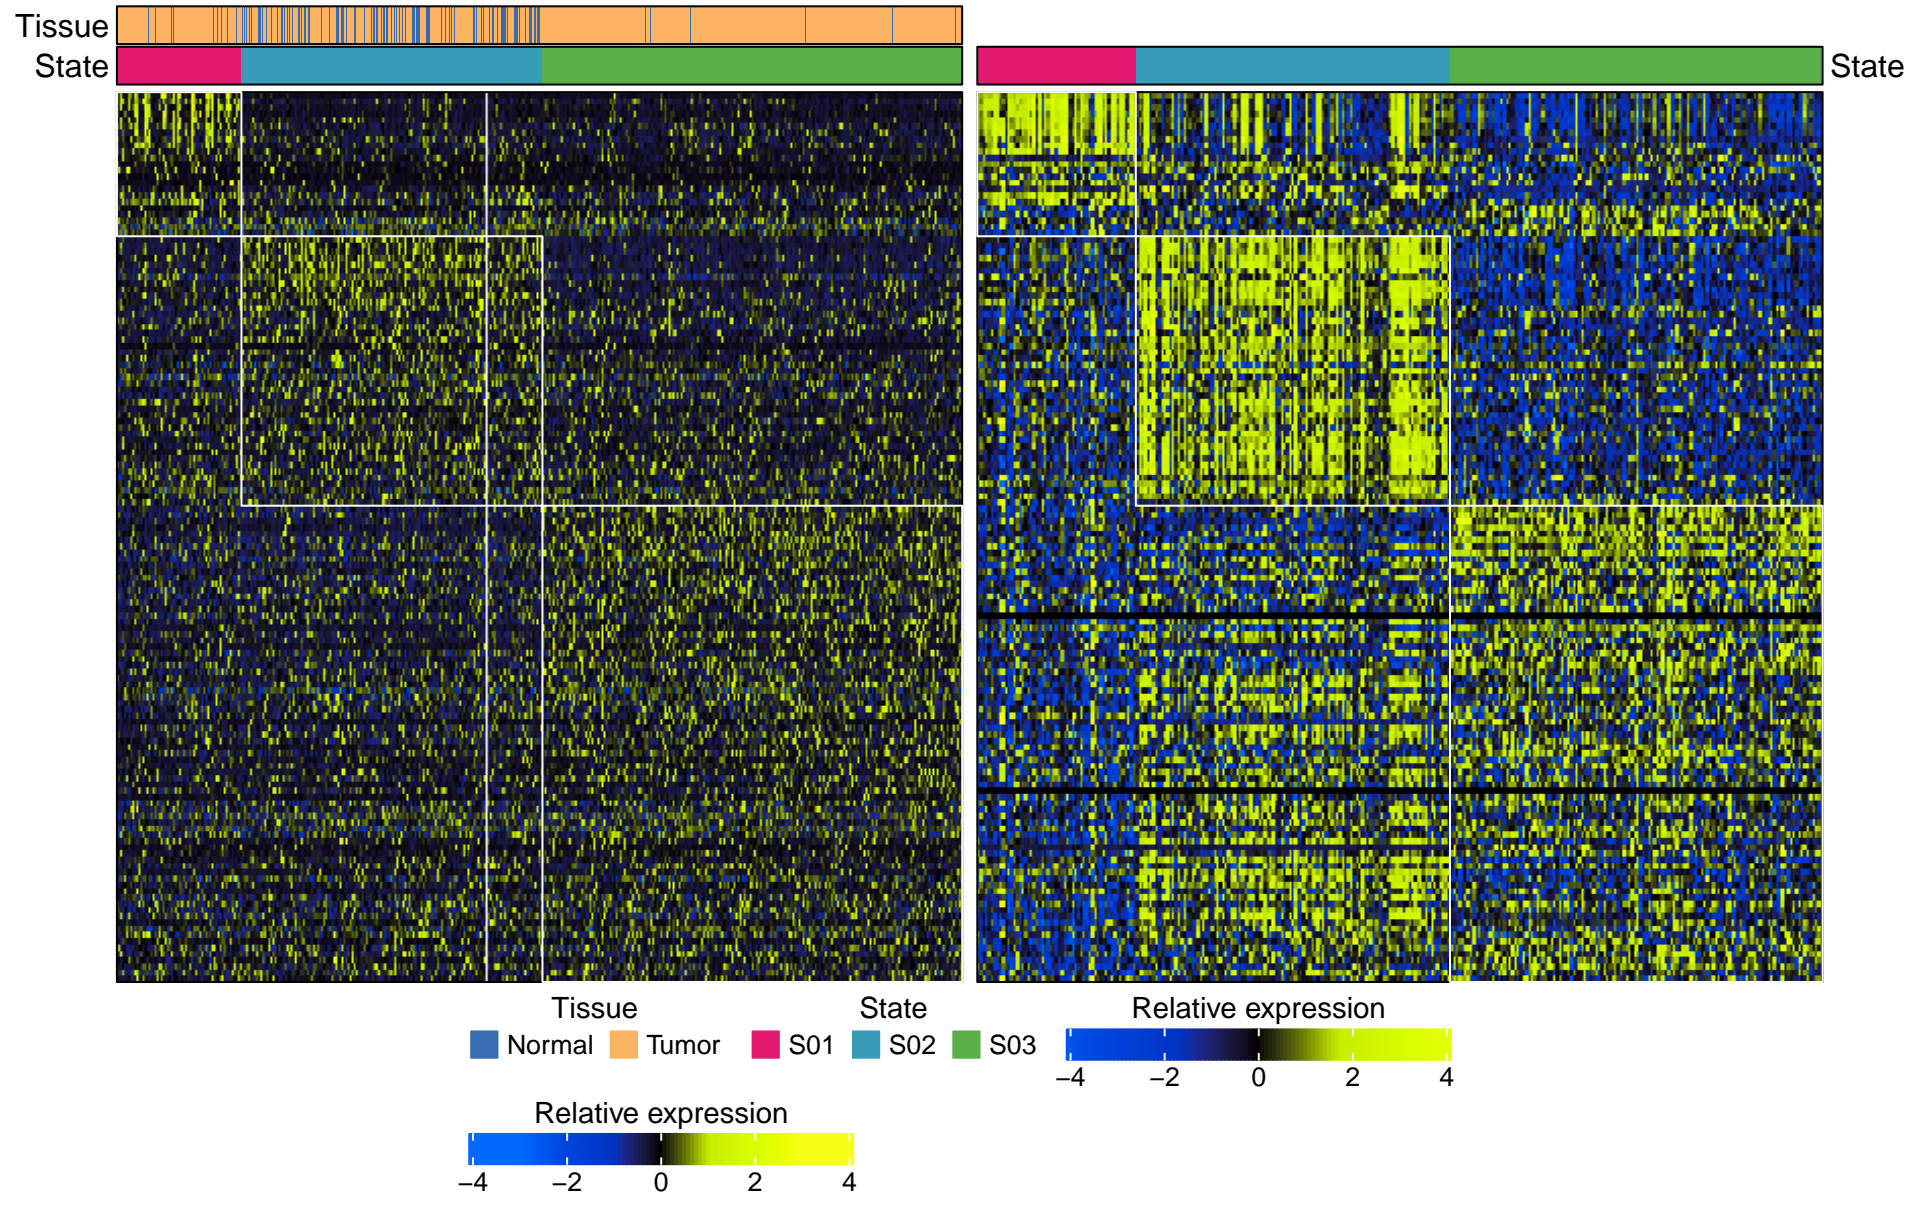 Tissue
State
State
Tissue
Normal Tumor
State
S01 S02 S03
Relative expression
−4 −2 0 2 4
Relative expression
−4 −2 0 2 4